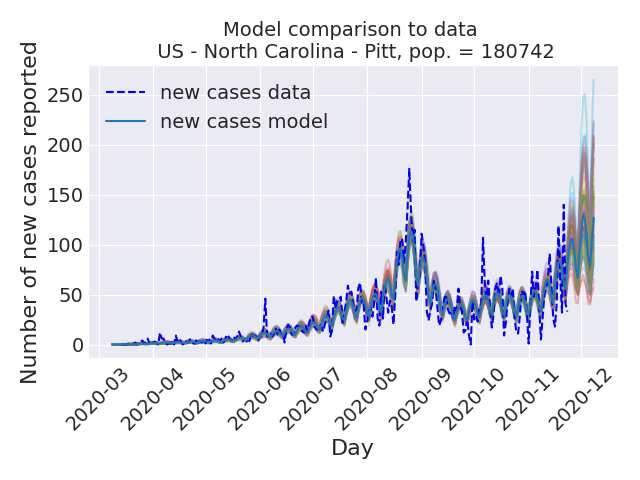 Model comparison to data
US - North Carolina - Pitt, pop. = 180742
Number of new cases reported
250
200
150
100
50
0
new cases data
new cases model
2020-03
2020-04
2020-05
2020-06
2020-07
2020-08
2020-09
2020-10
2020-11
2020-12
Day